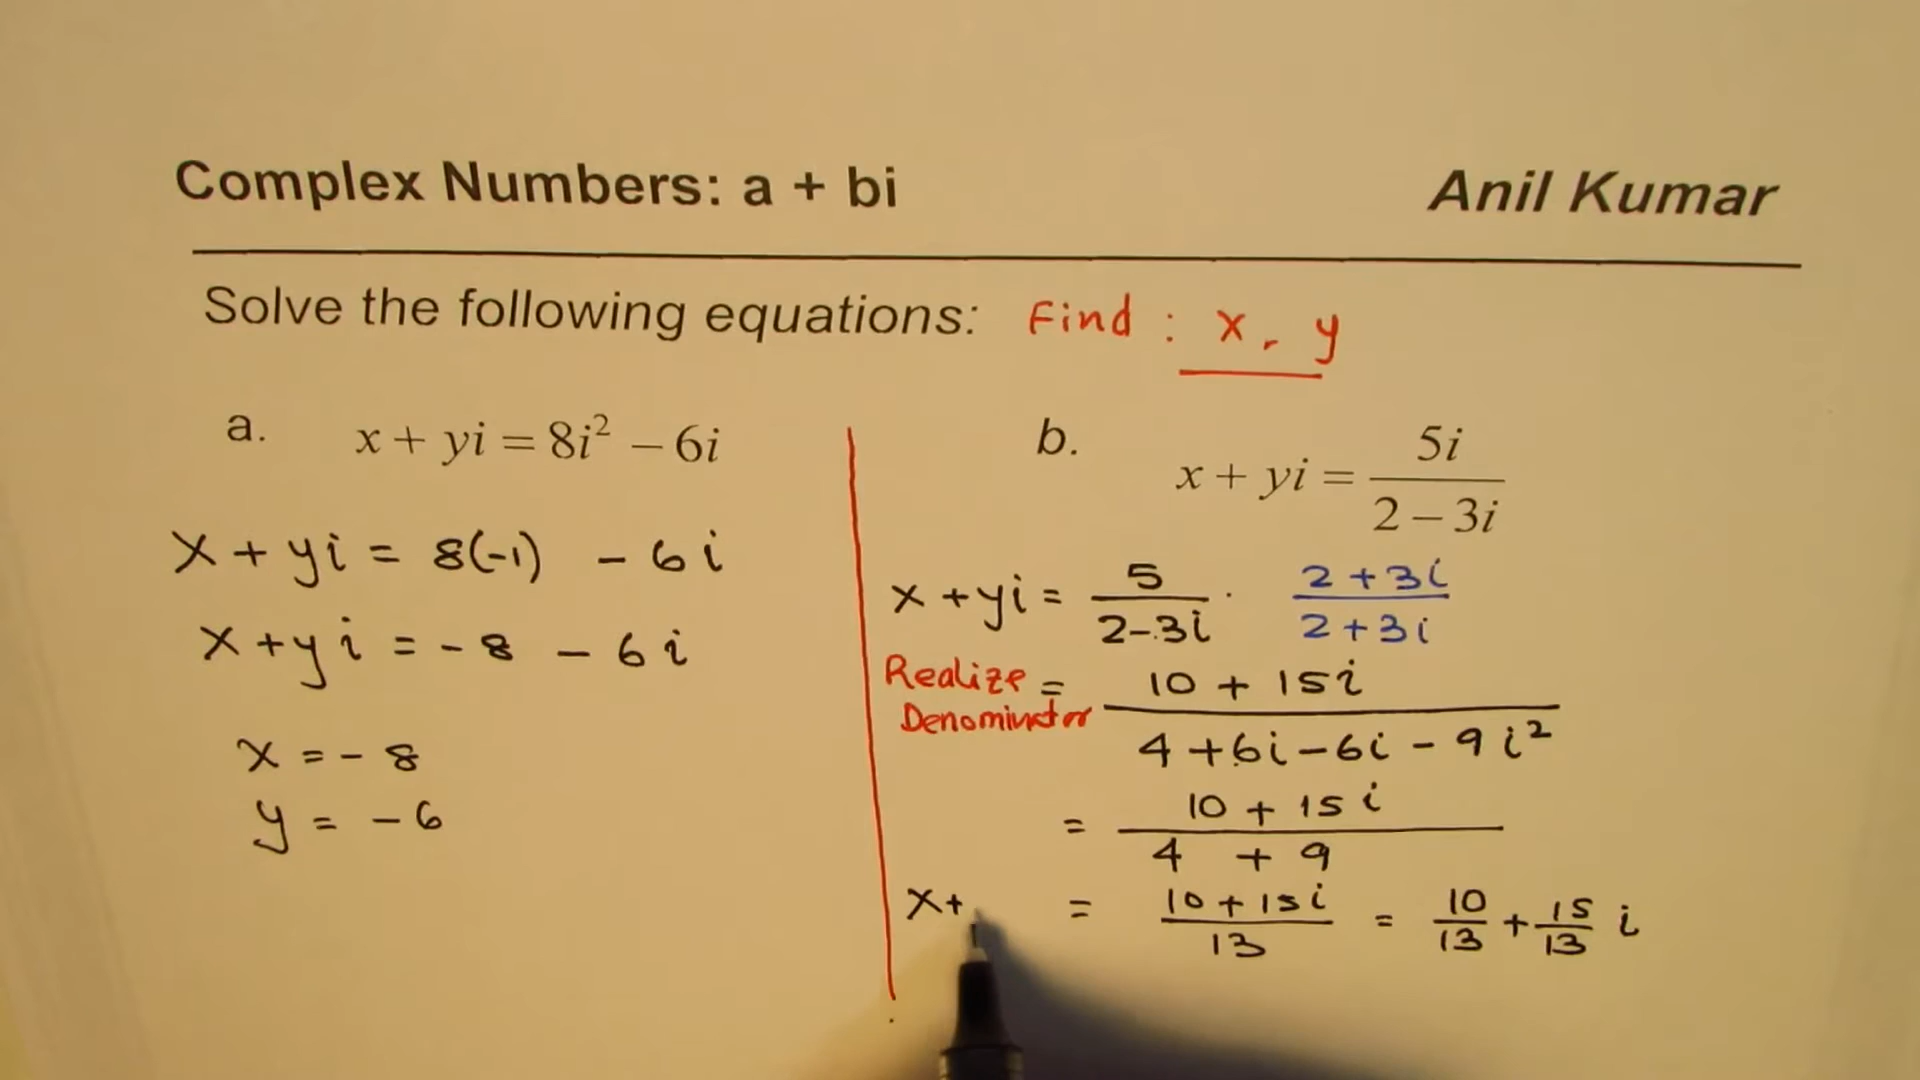 Complex Numbers: a + bi
Anil Kumar
Solve the following equations: Find : x, y
a. x + yi = 8i² − 6i
x + yi = 8(-1) - 6i
x + yi = -8 - 6i
x = -8
y = -6
b. x + yi = 5i / (2 − 3i)
x + yi = 5/(2-3i) · (2+3i)/(2+3i)
Realize Denominator = (10 + 15i)/(4 + 6i - 6i - 9i²)
= (10 + 15i)/(4 + 9)
x+ = (10 + 15i)/13 = 10/13 + 15/13 i